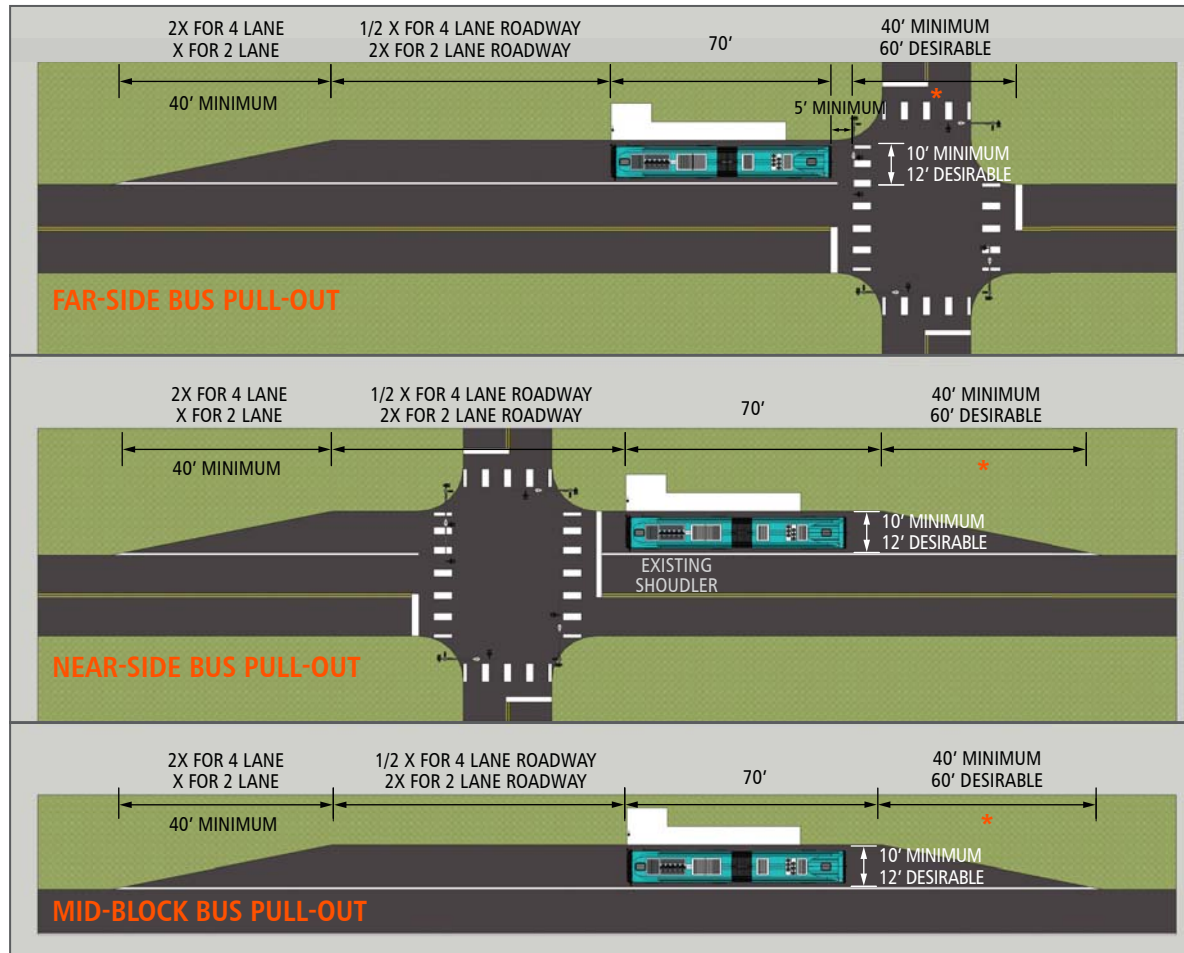 2X FOR 4 LANE
X FOR 2 LANE
1/2 X FOR 4 LANE ROADWAY
2X FOR 2 LANE ROADWAY
70'
40' MINIMUM
60' DESIRABLE
40' MINIMUM
*
5' MINIMUM
10' MINIMUM
12' DESIRABLE
FAR-SIDE BUS PULL-OUT
2X FOR 4 LANE
X FOR 2 LANE
1/2 X FOR 4 LANE ROADWAY
2X FOR 2 LANE ROADWAY
70'
40' MINIMUM
60' DESIRABLE
40' MINIMUM
*
10' MINIMUM
12' DESIRABLE
EXISTING
SHOUDLER
NEAR-SIDE BUS PULL-OUT
2X FOR 4 LANE
X FOR 2 LANE
1/2 X FOR 4 LANE ROADWAY
2X FOR 2 LANE ROADWAY
70'
40' MINIMUM
60' DESIRABLE
40' MINIMUM
*
10' MINIMUM
12' DESIRABLE
MID-BLOCK BUS PULL-OUT